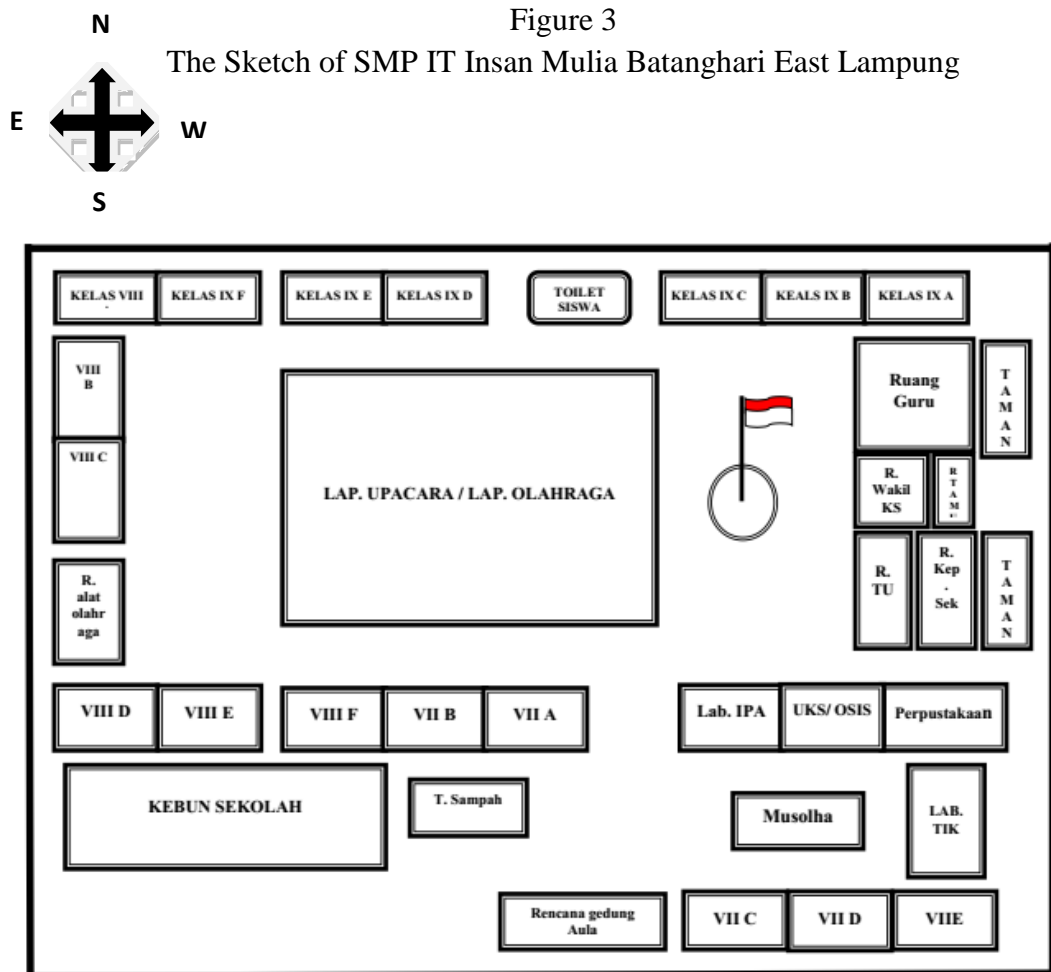 N
Figure 3
The Sketch of SMP IT Insan Mulia Batanghari East Lampung
E
W
S
KELAS VIII
KELAS IX F
KELAS IX E
KELAS IX D
TOILET
SISWA
KELAS IX C
KEALS IX B
KELAS IX A
VIII
B
VIII C
R.
alat
olahr
aga
LAP. UPACARA / LAP. OLAHRAGA
Ruang
Guru
T
A
M
A
N
R.
Wakil
KS
R
T
A
M
R.
TU
R.
Kep
.
Sek
T
A
M
A
N
VIII D
VIII E
VIII F
VII B
VII A
Lab. IPA
UKS/ OSIS
Perpustakaan
KEBUN SEKOLAH
T. Sampah
Musolha
LAB.
TIK
Rencana gedung
Aula
VII C
VII D
VIIE